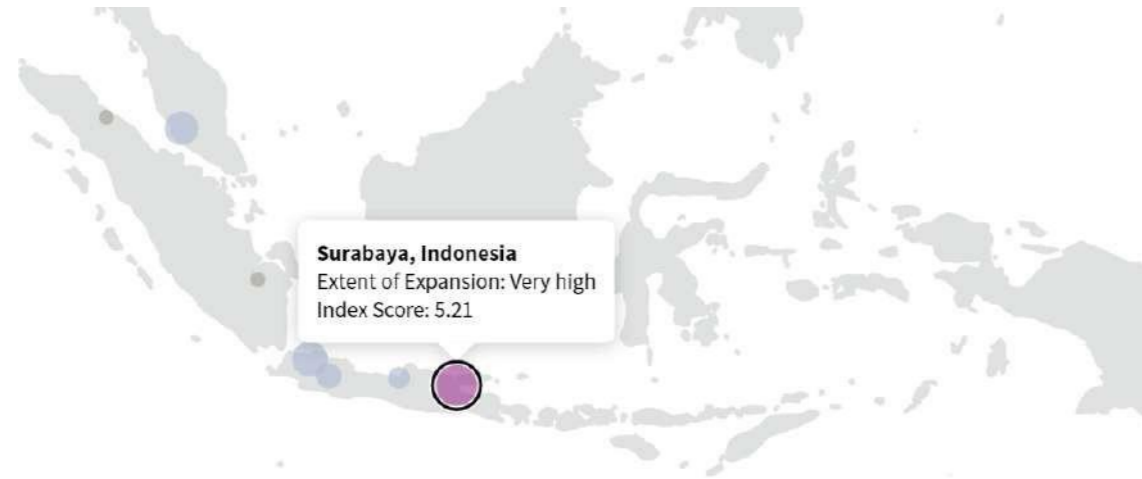 Surabaya, Indonesia
Extent of Expansion: Very high
Index Score: 5.21